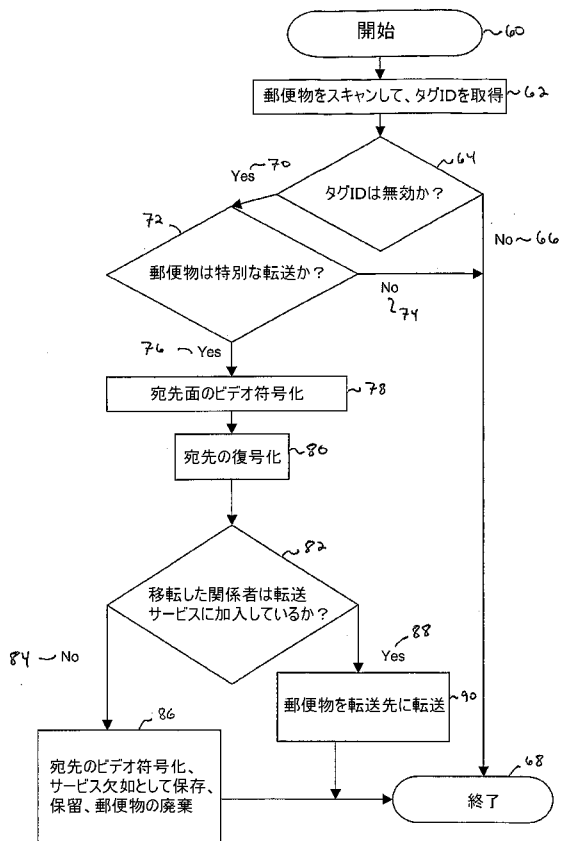 開始
60
郵便物をスキャンして、タグIDを取得
62
Yes
70
64
タグIDは無効か？
72
No 66
郵便物は特別な転送か？
No
74
76 Yes
宛先面のビデオ符号化
78
宛先の復号化
80
82
移転した関係者は転送
サービスに加入しているか？
84 No
88
Yes
86
郵便物を転送先に転送
90
宛先のビデオ符号化、
サービス欠如として保存、
保留、郵便物の廃棄
68
終了